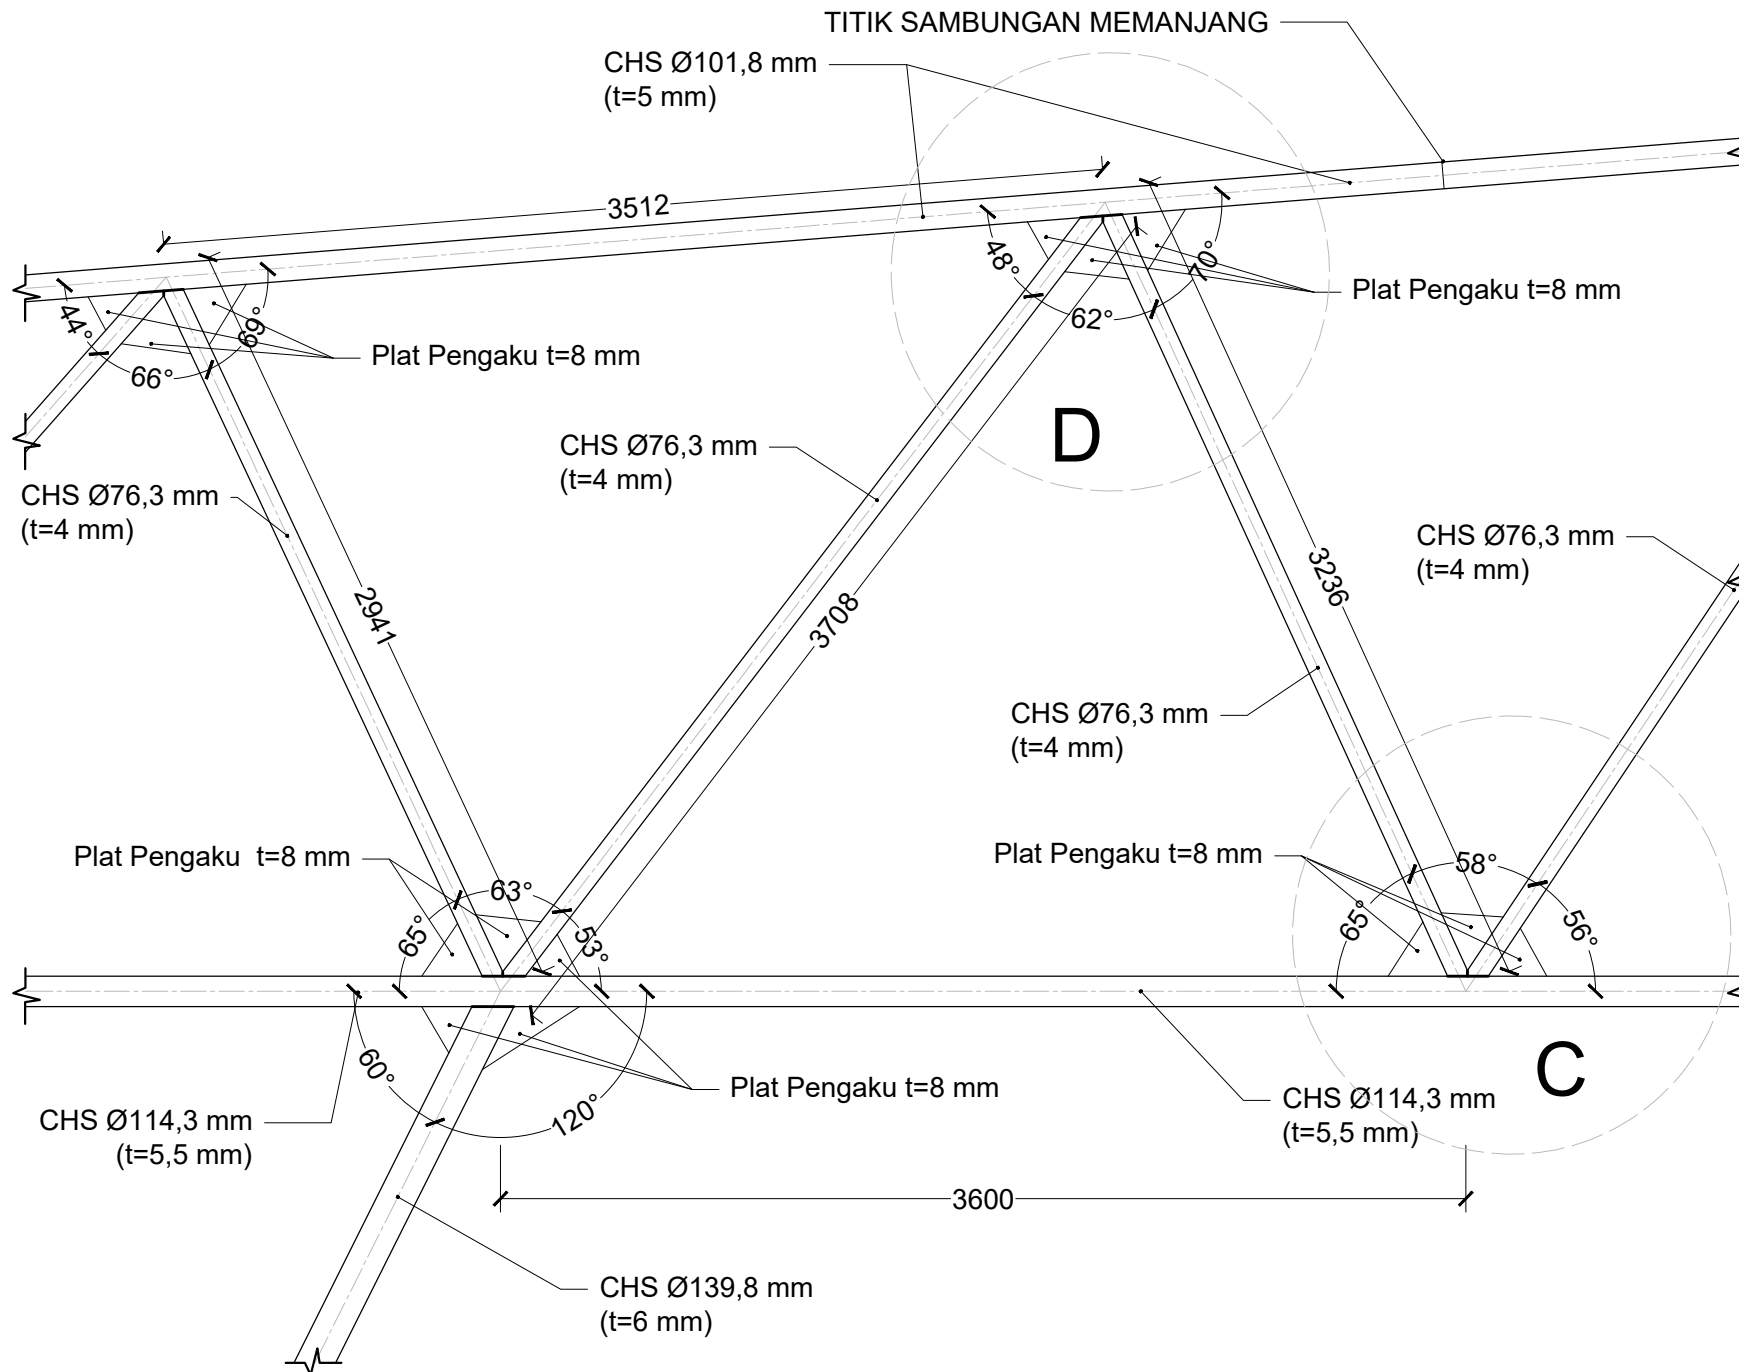 TITIK SAMBUNGAN MEMANJANG
CHS Ø101,8 mm
(t=5 mm)
3512
48°
70°
62°
Plat Pengaku t=8 mm
44°
69°
66°
Plat Pengaku t=8 mm
D
CHS Ø76,3 mm
(t=4 mm)
CHS Ø76,3 mm
(t=4 mm)
CHS Ø76,3 mm
(t=4 mm)
2941
3708
3236
CHS Ø76,3 mm
(t=4 mm)
Plat Pengaku  t=8 mm
63°
65°
53°
Plat Pengaku t=8 mm
58°
65°
56°
60°
120°
Plat Pengaku t=8 mm
C
CHS Ø114,3 mm
(t=5,5 mm)
CHS Ø114,3 mm
(t=5,5 mm)
3600
CHS Ø139,8 mm
(t=6 mm)